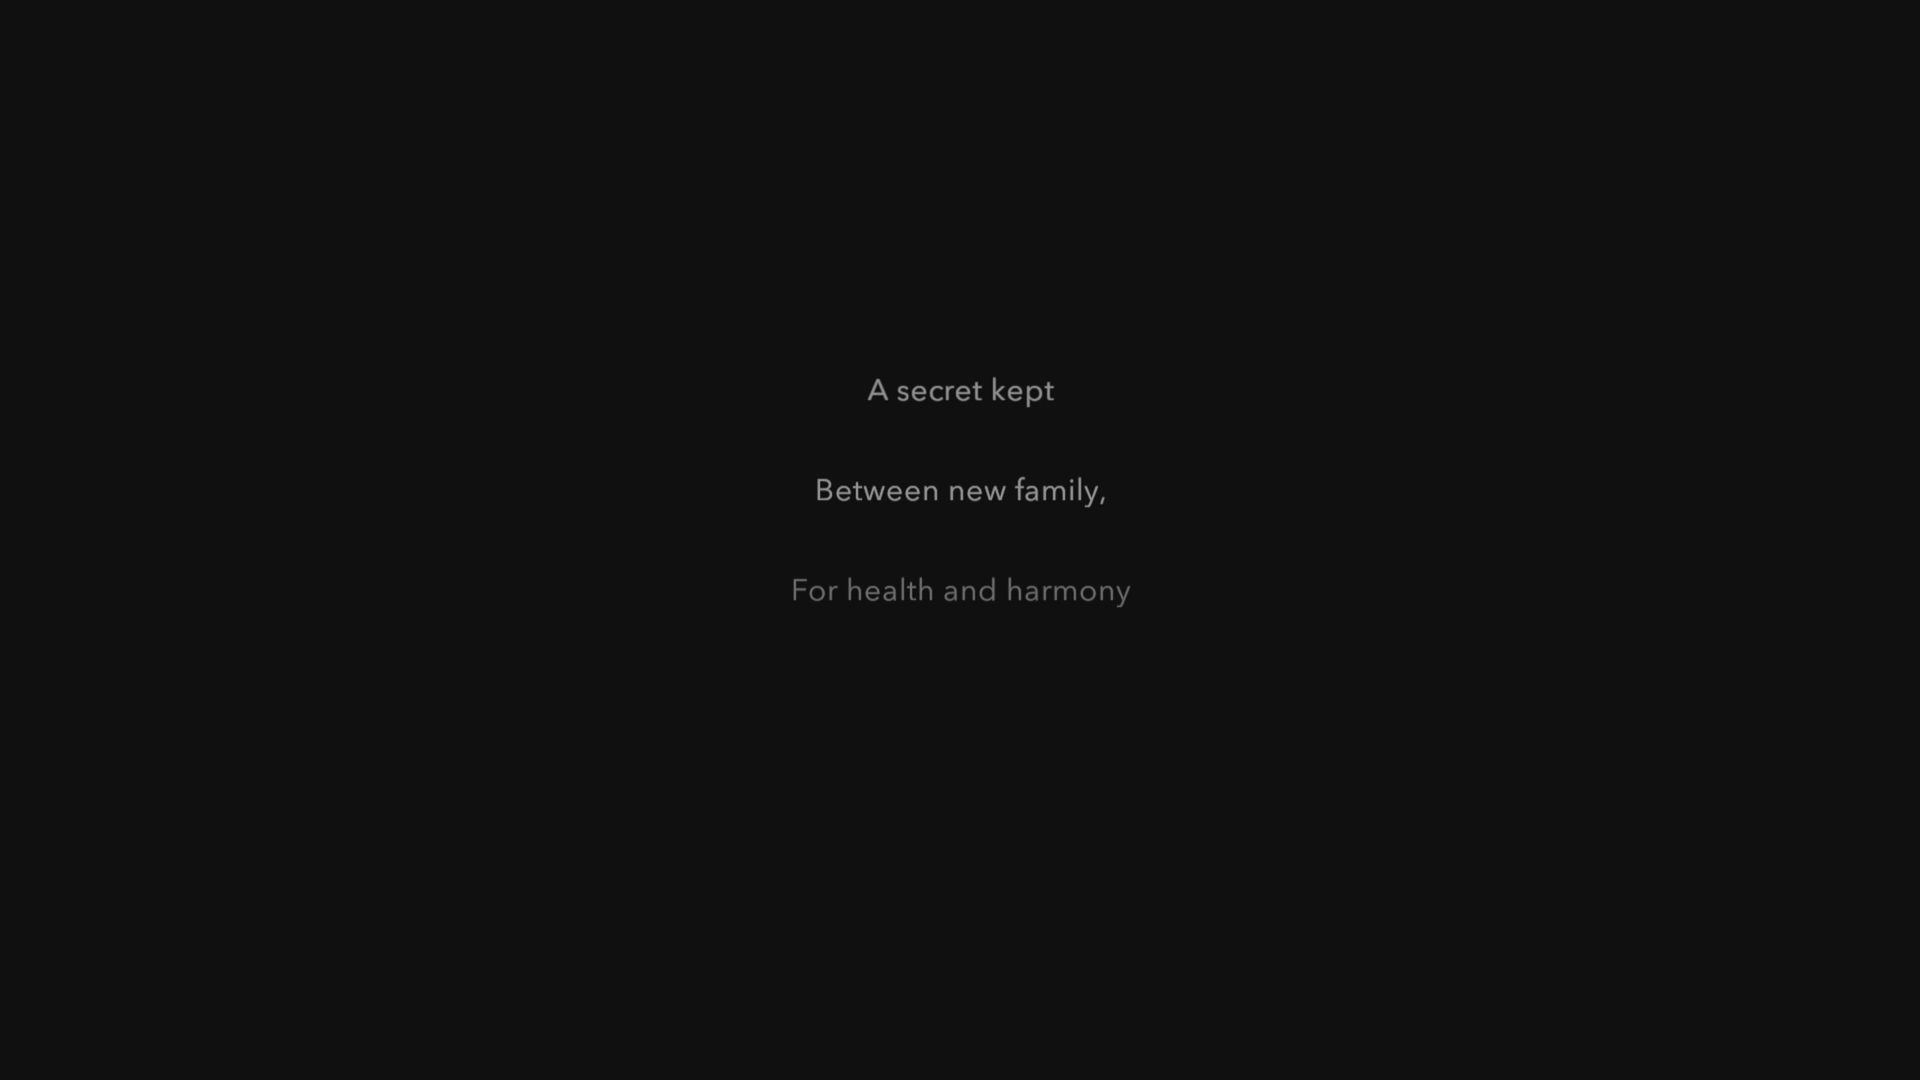 A secret kept
Between new family,
For health and harmony